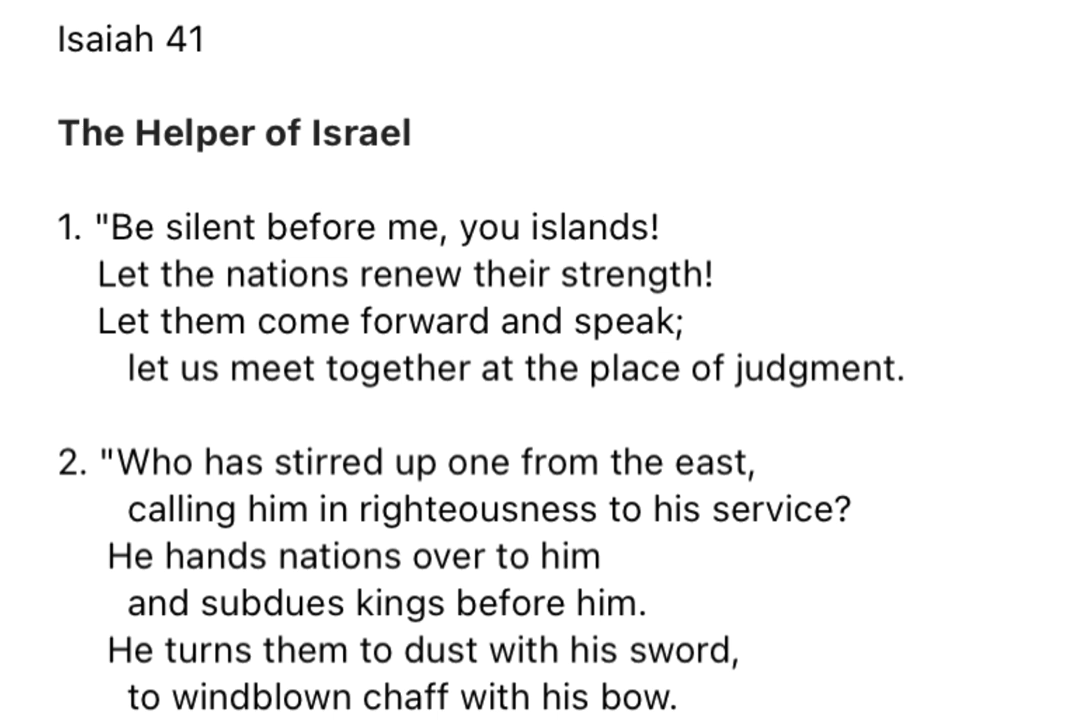 Isaiah 41
The Helper of Israel
1. "Be silent before me, you islands!
Let the nations renew their strength!
Let them come forward and speak;
let us meet together at the place of judgment.
2. "Who has stirred up one from the east,
calling him in righteousness to his service?
He hands nations over to him
and subdues kings before him.
He turns them to dust with his sword,
to windblown chaff with his bow.